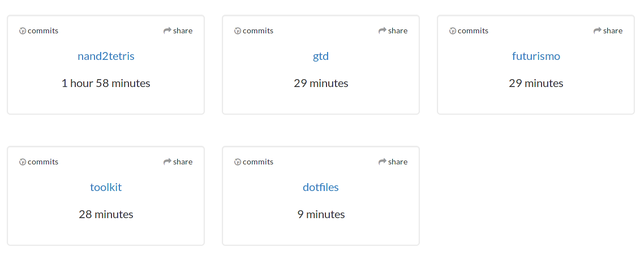 commits share
nand2tetris
1 hour 58 minutes
commits share
gtd
29 minutes
commits share
futurismo
29 minutes
commits share
toolkit
28 minutes
commits share
dotfiles
9 minutes